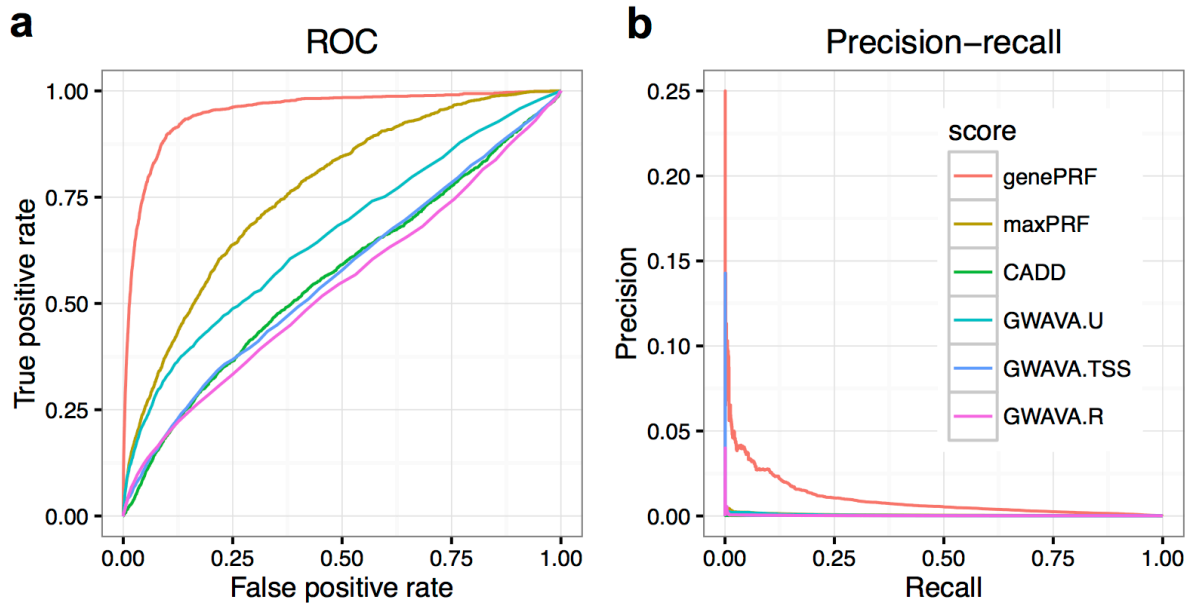 a
ROC
True positive rate
1.00
0.75
0.50
0.25
0.00
0.00 0.25 0.50 0.75 1.00
False positive rate
b
Precision−recall
Precision
0.25
0.20
0.15
0.10
0.05
0.00
score
genePRF
maxPRF
CADD
GWAVA.U
GWAVA.TSS
GWAVA.R
0.00 0.25 0.50 0.75 1.00
Recall